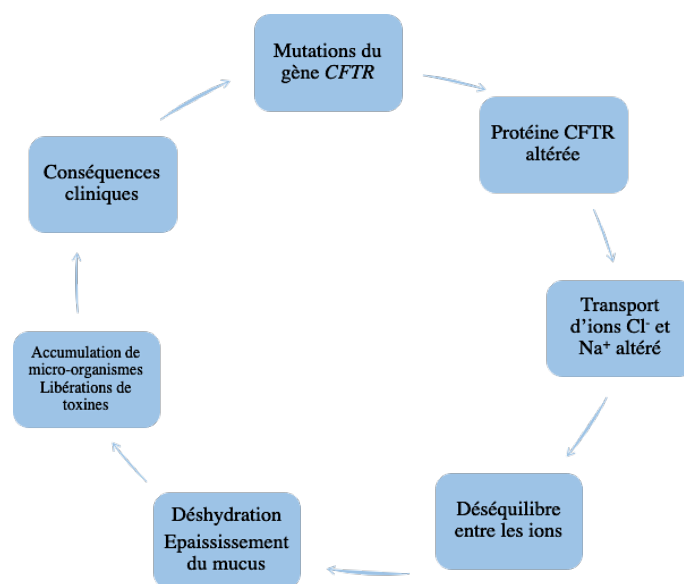 Mutations du
gène CFTR
Protéine CFTR
altérée
Transport
d'ions Cl⁻ et
Na⁺ altéré
Déséquilibre
entre les ions
Déshydration
Epaississement
du mucus
Accumulation de
micro-organismes
Libérations de
toxines
Conséquences
cliniques